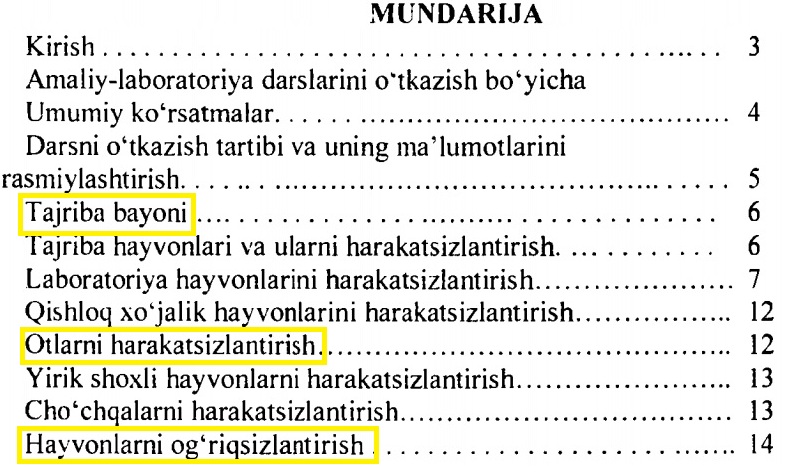 MUNDARIJA
Kirish . . . . . . . . . . . . . . . . . . . . . . . . . . . . . . . . . . . . . . . . . . . . 3
Amaliy-laboratoriya darslarini o‘tkazish bo‘yicha
Umumiy ko‘rsatmalar. . . . . . . ........................................ 4
Darsni o‘tkazish tartibi va uning ma’lumotlarini
rasmiylashtirish. . . . .. . . ............................................. 5
Tajriba bayoni .... . . . . . . . . . . . . . ............ . . . . . . . . . . . . . 6
Tajriba hayvonlari va ularni harakatsizlantirish. . ... . . . . . . . 6
Laboratoriya hayvonlarini harakatsizlantirish..................... 7
Qishloq xo‘jalik hayvonlarini harakatsizlantirish................. 12
Otlarni harakatsizlantirish............................................. 12
Yirik shoxli hayvonlarni harakatsizlantirish....................... 13
Cho‘chqalarni harakatsizlantirish.................................... 13
Hayvonlarni og‘riqsizlantirish . . . . . . . . . . . . . . . . . . . ....... 14